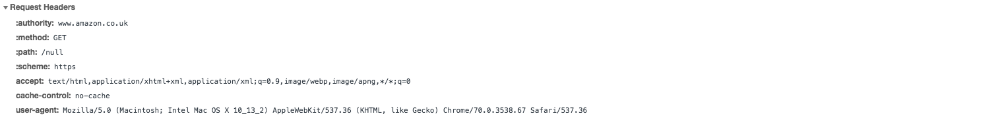 Request Headers
:authority: www.amazon.co.uk
:method: GET
:path: /null
:scheme: https
accept: text/html,application/xhtml+xml,application/xml;q=0.9,image/webp,image/apng,*/*;q=0
cache-control: no-cache
user-agent: Mozilla/5.0 (Macintosh; Intel Mac OS X 10_13_2) AppleWebKit/537.36 (KHTML, like Gecko) Chrome/70.0.3538.67 Safari/537.36